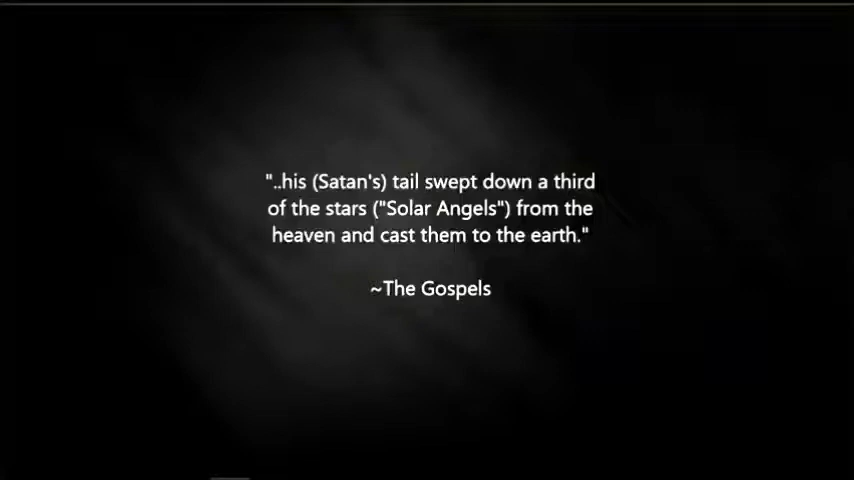 "..his (Satan's) tail swept down a third
of the stars ("Solar Angels") from the
heaven and cast them to the earth."
~The Gospels